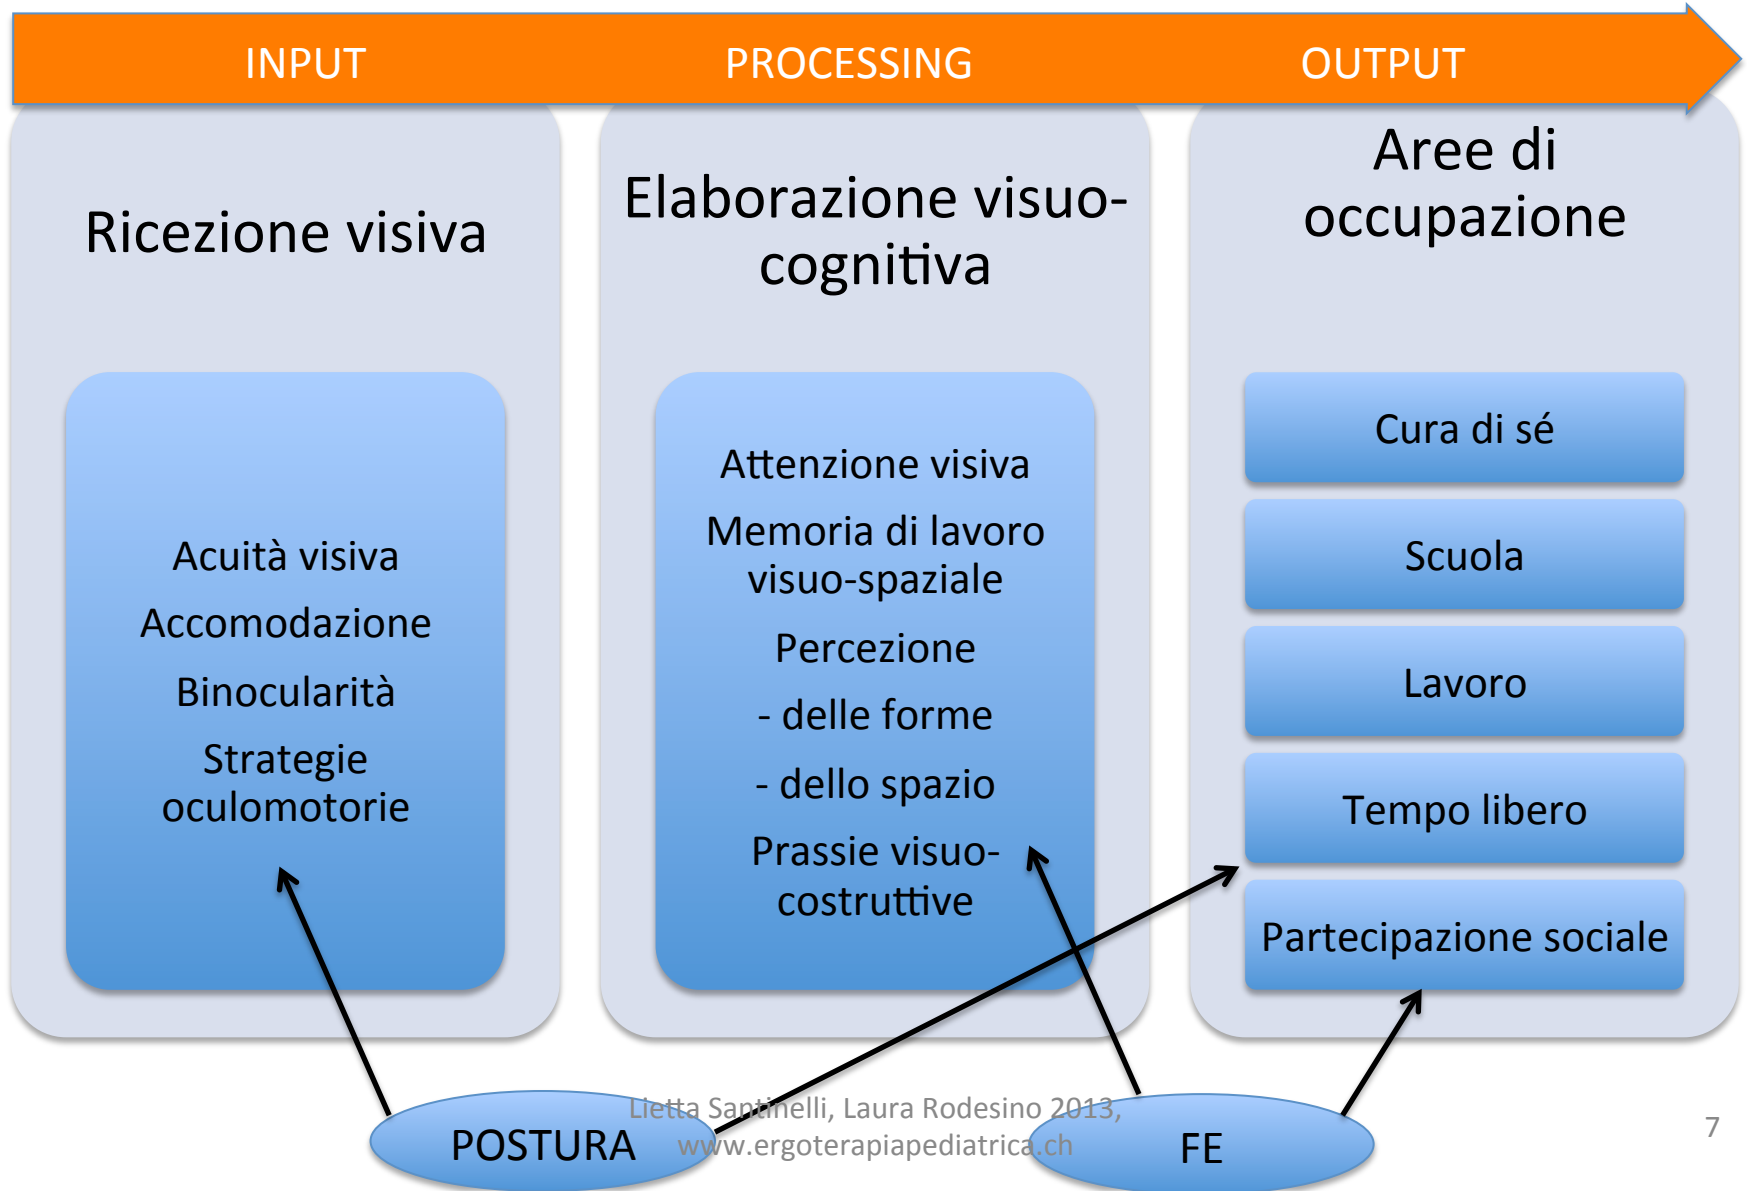 INPUT
PROCESSING
OUTPUT
Ricezione visiva
Acuità visiva
Accomodazione
Binocularità
Strategie
oculomotorie
Elaborazione visuo-
cognitiva
Attenzione visiva
Memoria di lavoro
visuo-spaziale
Percezione
- delle forme
- dello spazio
Prassie visuo-
costruttive
Aree di
occupazione
Cura di sé
Scuola
Lavoro
Tempo libero
Partecipazione sociale
POSTURA
Lietta Santinelli, Laura Rodesino 2013,
www.ergoterapiapediatrica.ch
FE
7